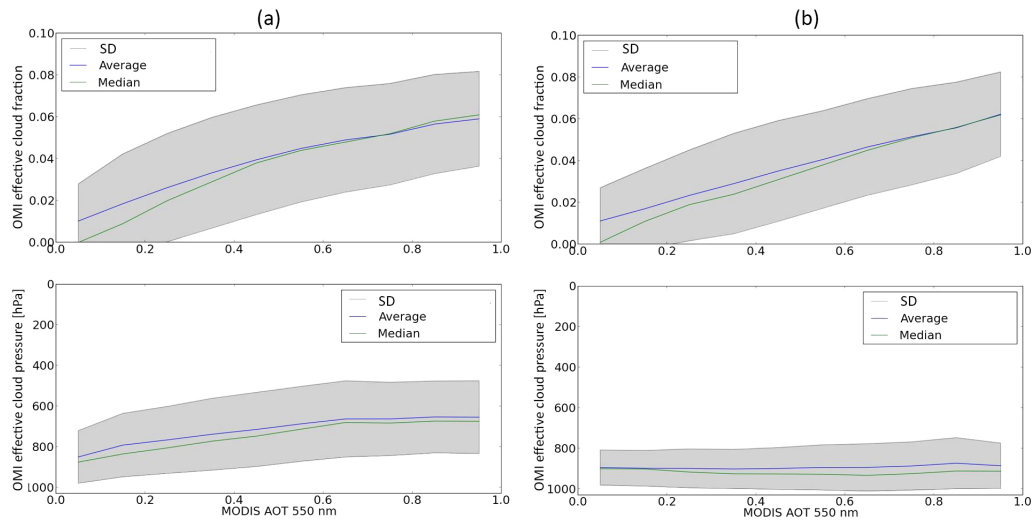 (a)
(b)
0.10
0.08
0.06
0.04
0.02
0.00
0.0
0.2
0.4
0.6
0.8
1.0
OMI effective cloud fraction
SD
Average
Median
0.10
0.08
0.06
0.04
0.02
0.00
0.0
0.2
0.4
0.6
0.8
1.0
OMI effective cloud fraction
SD
Average
Median
0
200
400
600
800
1000
0.0
0.2
0.4
0.6
0.8
1.0
OMI effective cloud pressure [hPa]
MODIS AOT 550 nm
SD
Average
Median
0
200
400
600
800
1000
0.0
0.2
0.4
0.6
0.8
1.0
OMI effective cloud pressure [hPa]
MODIS AOT 550 nm
SD
Average
Median